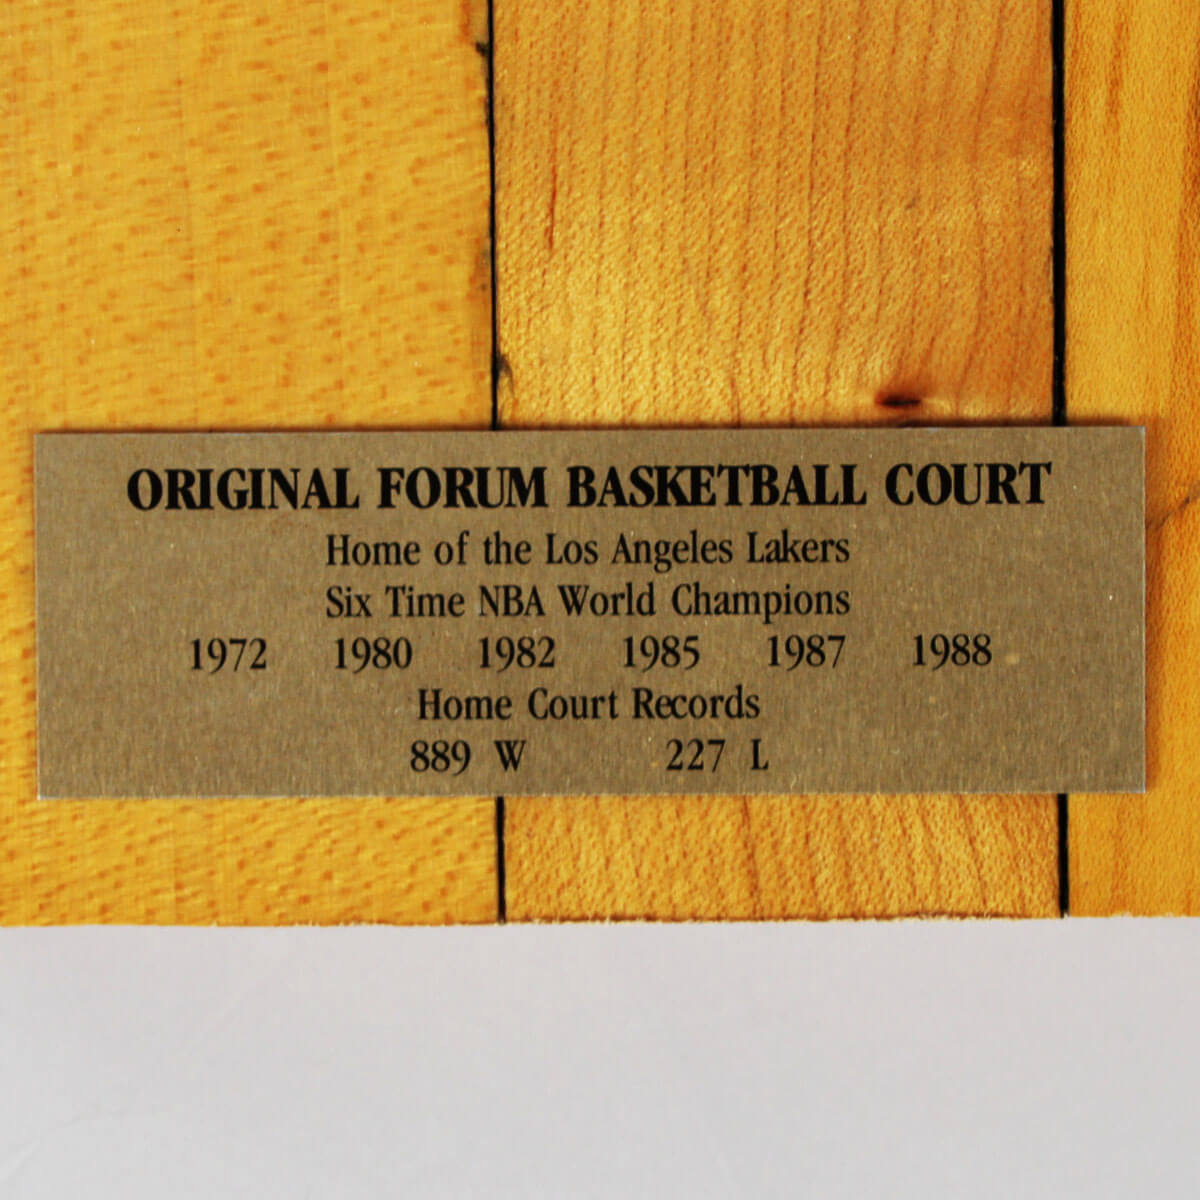 ORIGINAL FORUM BASKETBALL COURT
Home of the Los Angeles Lakers
Six Time NBA World Champions
1972 1980 1982 1985 1987 1988
Home Court Records
889 W 227 L